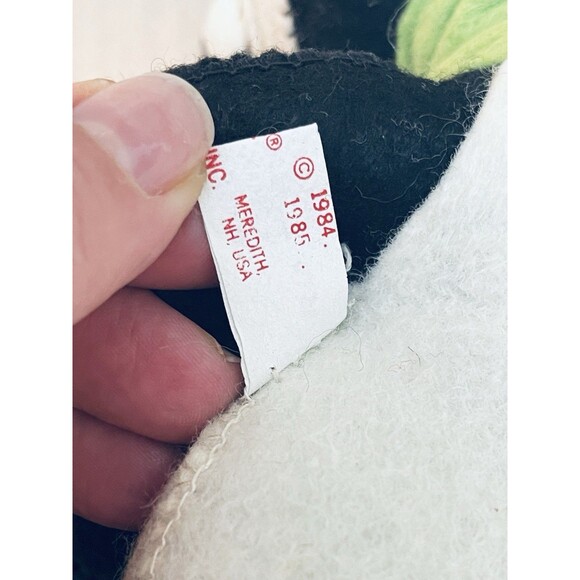 ® © 1984.
1985. .
INC. MEREDITH,
NH, USA